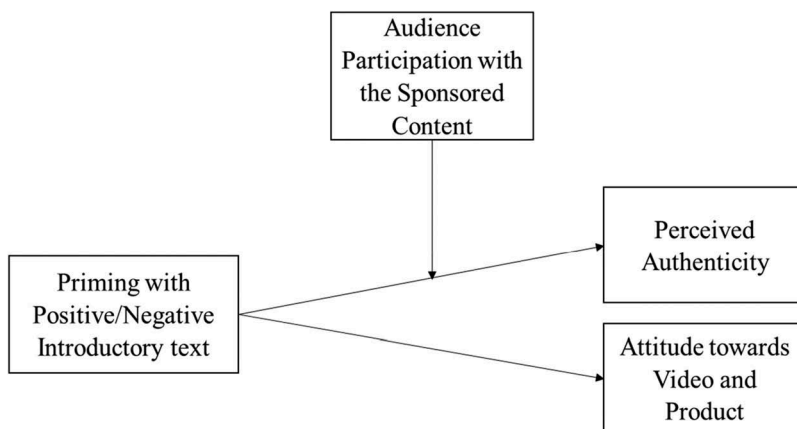 Audience
Participation with
the Sponsored
Content
Perceived
Authenticity
Priming with
Positive/Negative
Introductory text
Attitude towards
Video and
Product